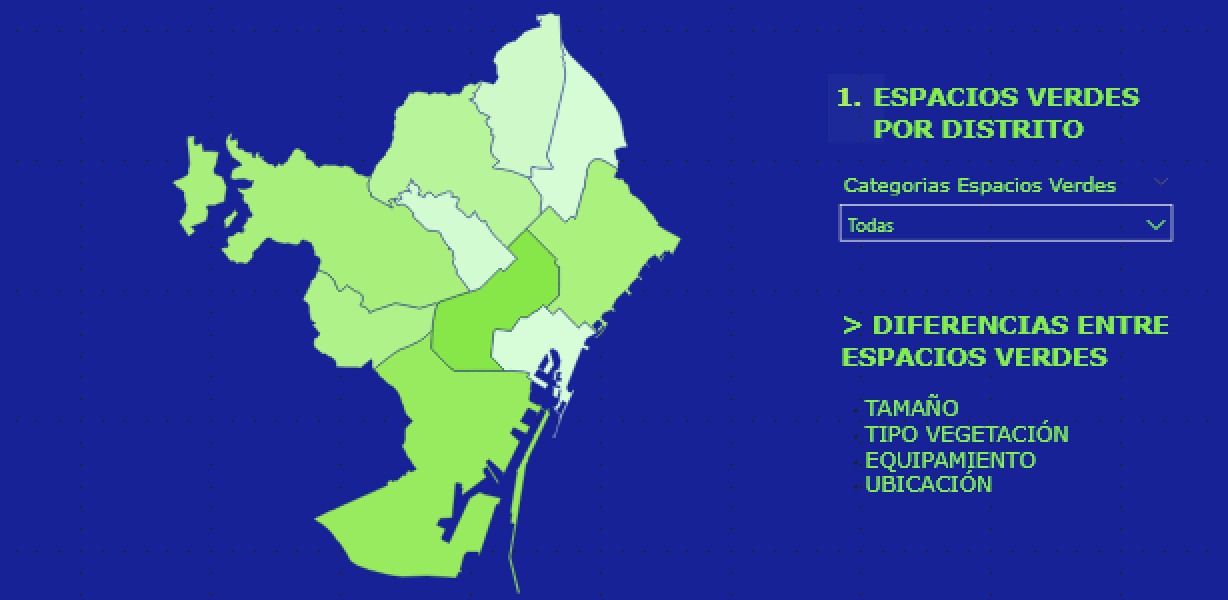 1. ESPACIOS VERDES
POR DISTRITO
Categorias Espacios Verdes
Todas
> DIFERENCIAS ENTRE
ESPACIOS VERDES
TAMAÑO
TIPO VEGETACIÓN
EQUIPAMIENTO
UBICACIÓN